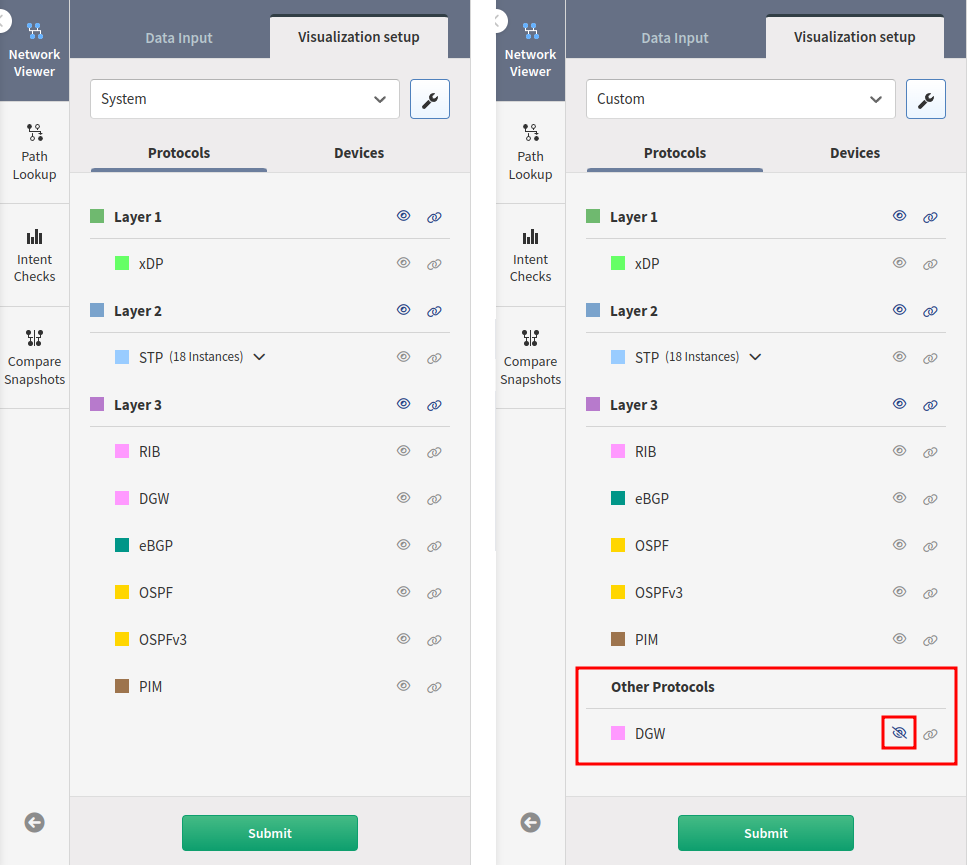 Data Input
Visualization setup
Network
Viewer
System
Path
Lookup
Protocols
Devices
Layer 1
Intent
Checks
xDP
Layer 2
Compare
Snapshots
STP (18 Instances)
Layer 3
RIB
DGW
eBGP
OSPF
OSPFv3
PIM
Submit
Data Input
Visualization setup
Network
Viewer
Custom
Path
Lookup
Protocols
Devices
Layer 1
Intent
Checks
xDP
Layer 2
Compare
Snapshots
STP (18 Instances)
Layer 3
RIB
eBGP
OSPF
OSPFv3
PIM
Other Protocols
DGW
Submit